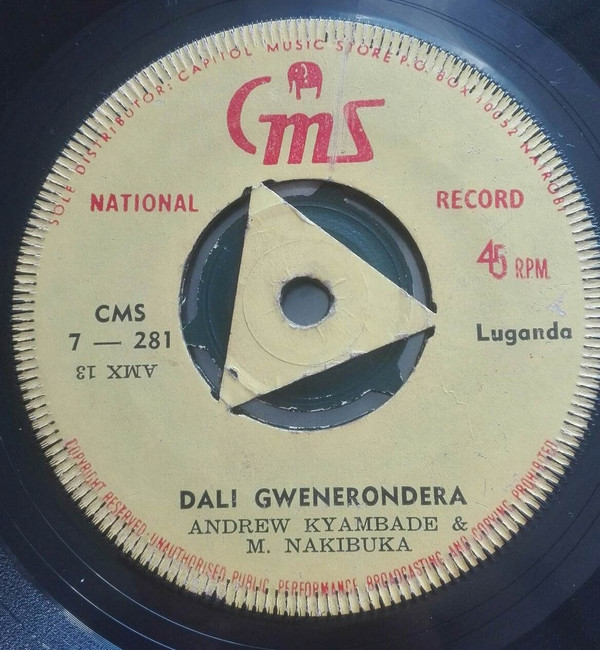 SOLE DISTRIBUTOR: CAPITOL MUSIC STORE P.O. BOX 10052 NAIROBI
CMS
NATIONAL RECORD
45 R.P.M.
CMS
7 — 281
AMX 13
Luganda
DALI GWENERONDERA
ANDREW KYAMBADE &
M. NAKIBUKA
COPYRIGHT RESERVED. UNAUTHORISED PUBLIC PERFORMANCE BROADCASTING AND COPYING PROHIBITED